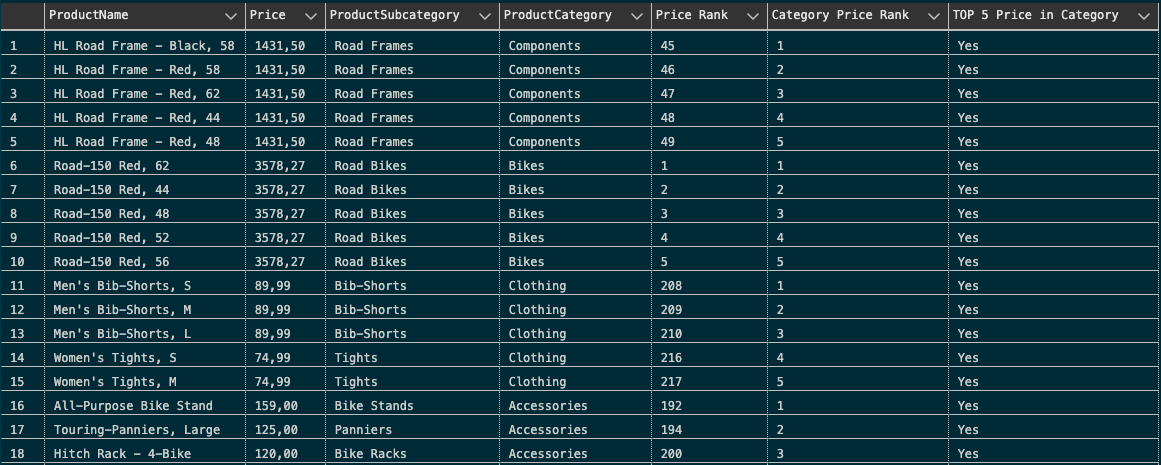 ProductName Price ProductSubcategory ProductCategory Price Rank Category Price Rank TOP 5 Price in Category
1 HL Road Frame - Black, 58 1431,50 Road Frames Components 45 1 Yes
2 HL Road Frame - Red, 58 1431,50 Road Frames Components 46 2 Yes
3 HL Road Frame - Red, 62 1431,50 Road Frames Components 47 3 Yes
4 HL Road Frame - Red, 44 1431,50 Road Frames Components 48 4 Yes
5 HL Road Frame - Red, 48 1431,50 Road Frames Components 49 5 Yes
6 Road-150 Red, 62 3578,27 Road Bikes Bikes 1 1 Yes
7 Road-150 Red, 44 3578,27 Road Bikes Bikes 2 2 Yes
8 Road-150 Red, 48 3578,27 Road Bikes Bikes 3 3 Yes
9 Road-150 Red, 52 3578,27 Road Bikes Bikes 4 4 Yes
10 Road-150 Red, 56 3578,27 Road Bikes Bikes 5 5 Yes
11 Men's Bib-Shorts, S 89,99 Bib-Shorts Clothing 208 1 Yes
12 Men's Bib-Shorts, M 89,99 Bib-Shorts Clothing 209 2 Yes
13 Men's Bib-Shorts, L 89,99 Bib-Shorts Clothing 210 3 Yes
14 Women's Tights, S 74,99 Tights Clothing 216 4 Yes
15 Women's Tights, M 74,99 Tights Clothing 217 5 Yes
16 All-Purpose Bike Stand 159,00 Bike Stands Accessories 192 1 Yes
17 Touring-Panniers, Large 125,00 Panniers Accessories 194 2 Yes
18 Hitch Rack - 4-Bike 120,00 Bike Racks Accessories 200 3 Yes